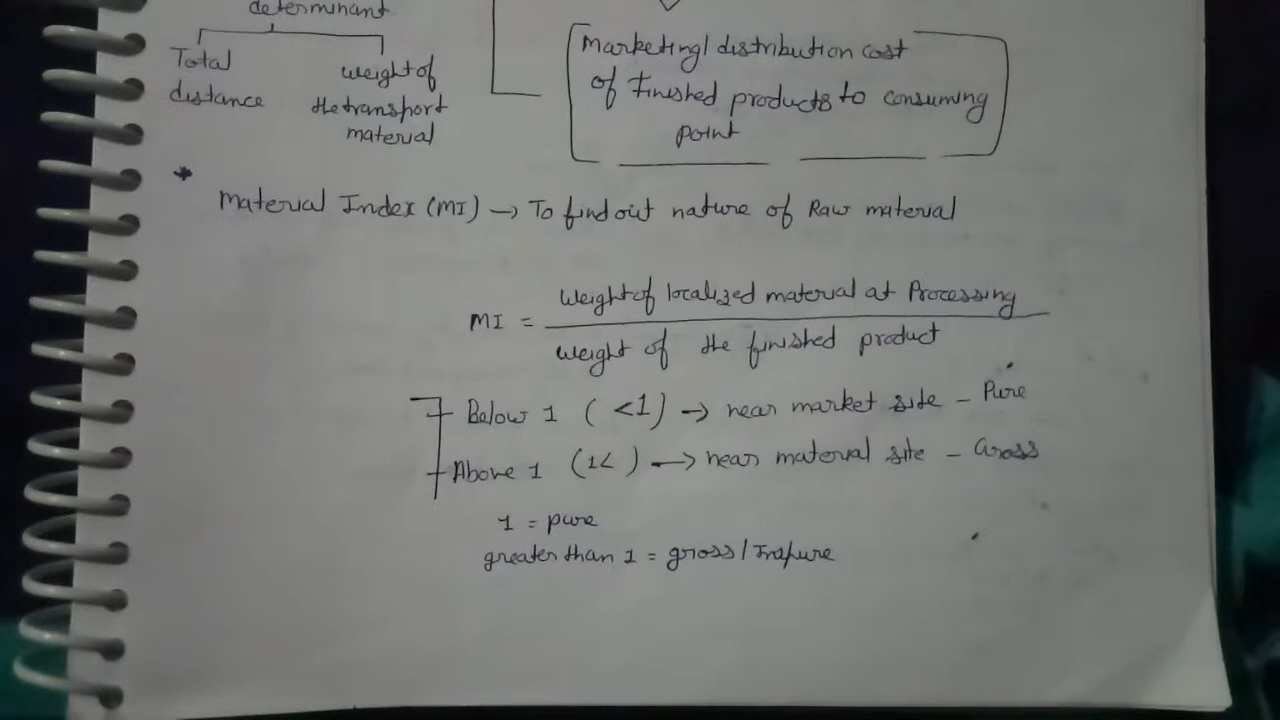 determinant
Total distance
weight of the transport material
Marketing/distribution cost
of Finished products to consuming
point
* Material Index (MI) → To find out nature of Raw material
MI = weight of localized material at Processing
weight of the finished product
Below 1 (<1) → near market site - Pure
Above 1 (1<) → near material site - Gross
1 = pure
greater than 1 = gross/Impure